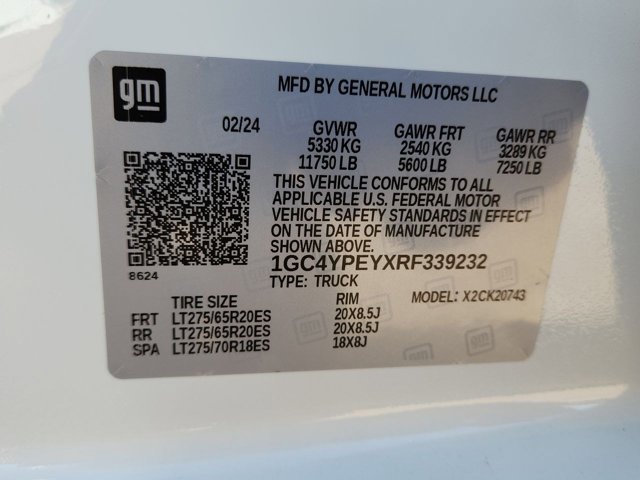 gm
MFD BY GENERAL MOTORS LLC
02/24 GVWR GAWR FRT GAWR RR
5330 KG 2540 KG 3289 KG
11750 LB 5600 LB 7250 LB
THIS VEHICLE CONFORMS TO ALL
APPLICABLE U.S. FEDERAL MOTOR
VEHICLE SAFETY STANDARDS IN EFFECT
ON THE DATE OF MANUFACTURE
SHOWN ABOVE.
1GC4YPEYXRF339232
8624
TYPE: TRUCK
MODEL: X2CK20743
TIRE SIZE RIM
FRT LT275/65R20ES 20X8.5J
RR LT275/65R20ES 20X8.5J
SPA LT275/70R18ES 18X8J